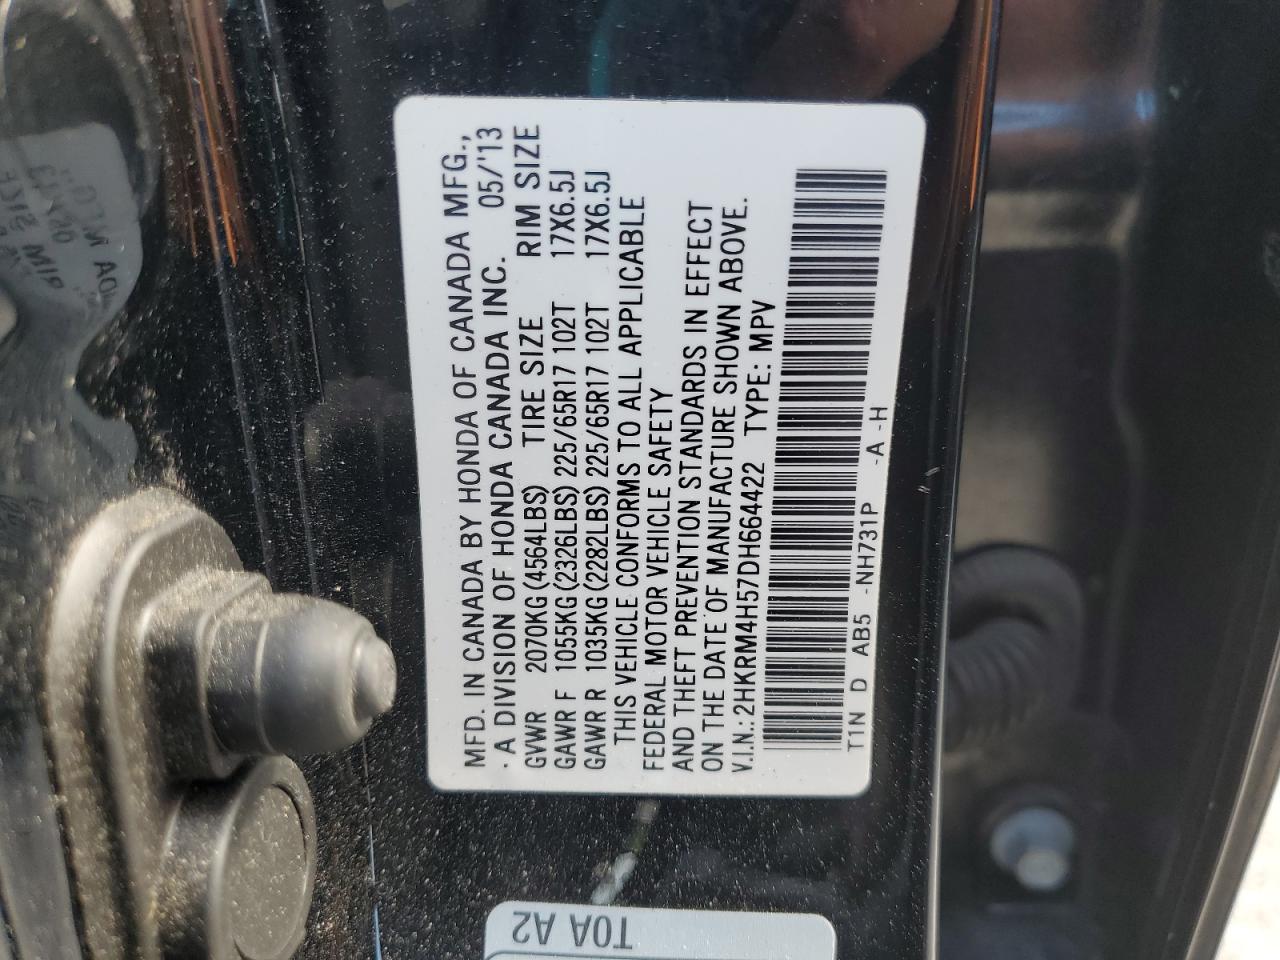 MFD. IN CANADA BY HONDA OF CANADA MFG.,
· A DIVISION OF HONDA CANADA INC. 05/'13
GVWR 2070KG (4564LBS) TIRE SIZE RIM SIZE
GAWR F 1055KG (2326LBS) 225/65R17 102T 17X6.5J
GAWR R 1035KG (2282LBS) 225/65R17 102T 17X6.5J
THIS VEHICLE CONFORMS TO ALL APPLICABLE
FEDERAL MOTOR VEHICLE SAFETY
AND THEFT PREVENTION STANDARDS IN EFFECT
ON THE DATE OF MANUFACTURE SHOWN ABOVE.
V.I.N.: 2HKRM4H57DH664422 TYPE: MPV
T1N D AB5 -NH731P -A -H
T0A A2